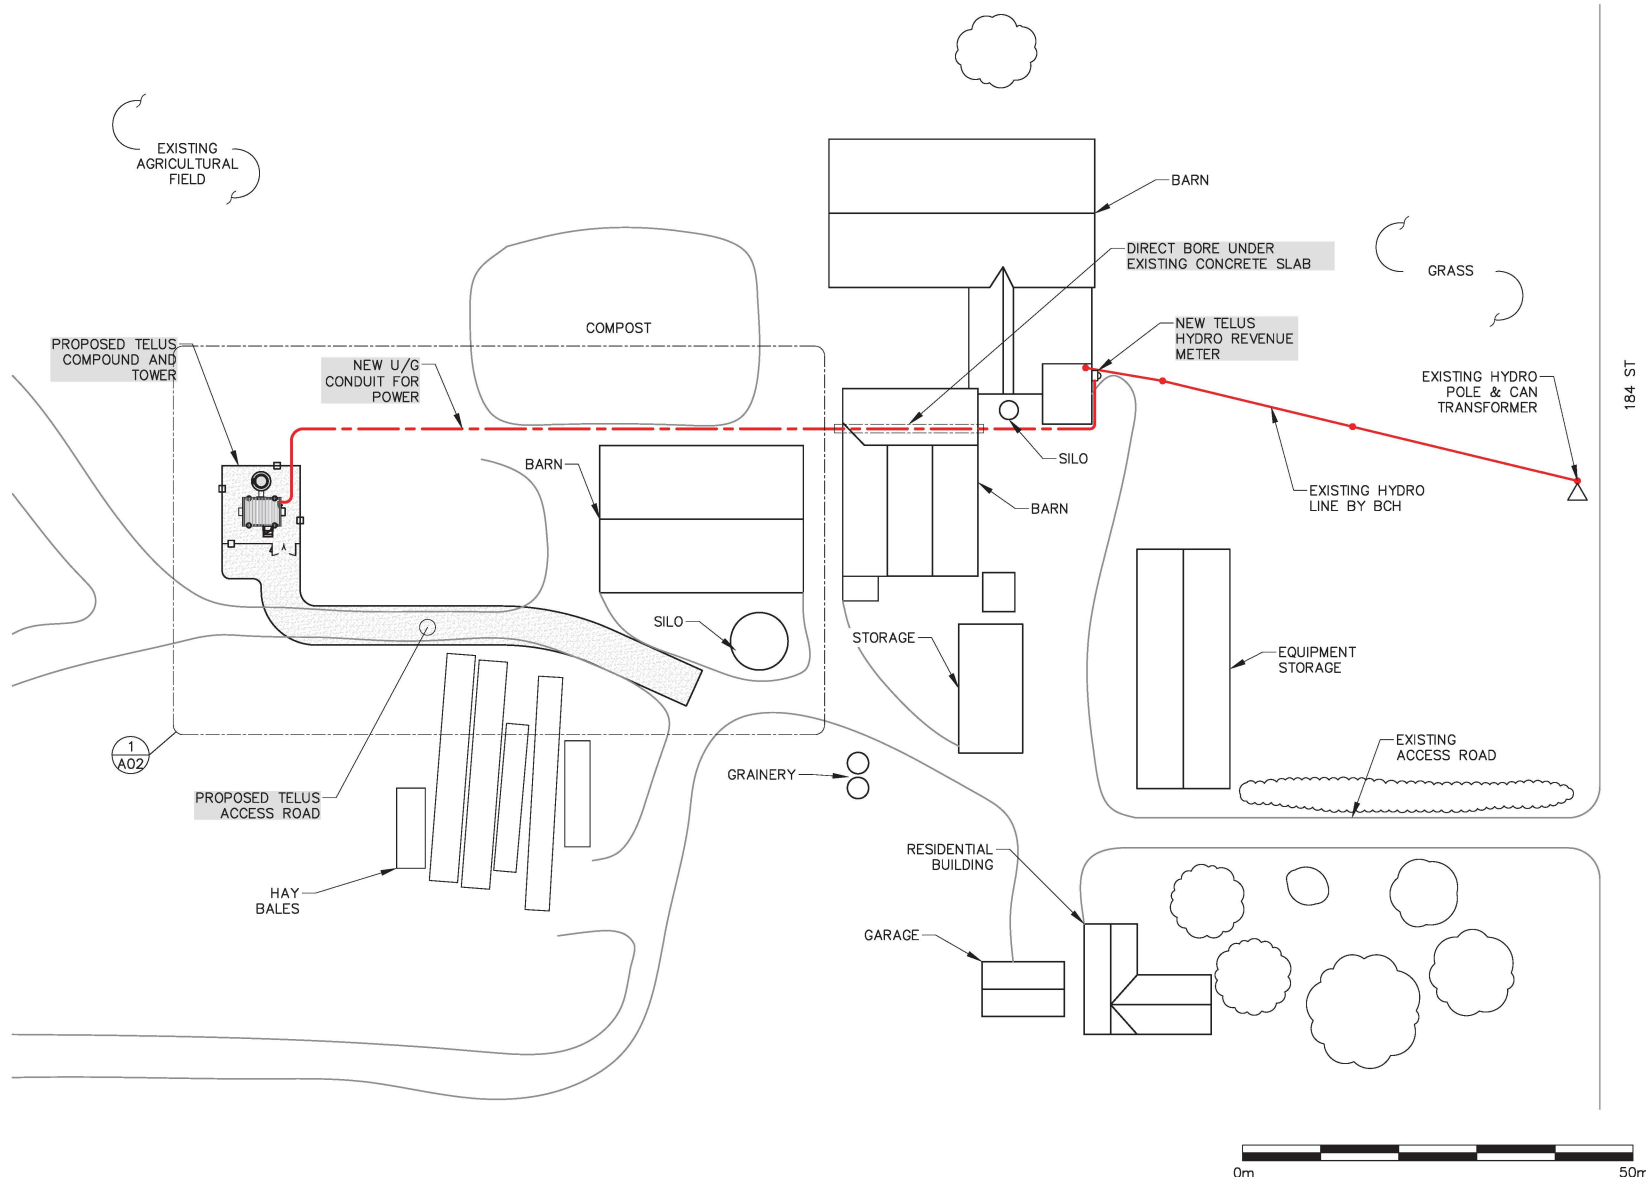 EXISTING
AGRICULTURAL
FIELD
BARN
DIRECT BORE UNDER
EXISTING CONCRETE SLAB
GRASS
COMPOST
PROPOSED TELUS
COMPOUND AND
TOWER
NEW U/G
CONDUIT FOR
POWER
NEW TELUS
HYDRO REVENUE
METER
EXISTING HYDRO
POLE & CAN
TRANSFORMER
184 ST
BARN
SILO
BARN
EXISTING HYDRO
LINE BY BCH
SILO
STORAGE
EQUIPMENT
STORAGE
1
A02
GRAINERY
EXISTING
ACCESS ROAD
PROPOSED TELUS
ACCESS ROAD
RESIDENTIAL
BUILDING
HAY
BALES
GARAGE
0m
50m